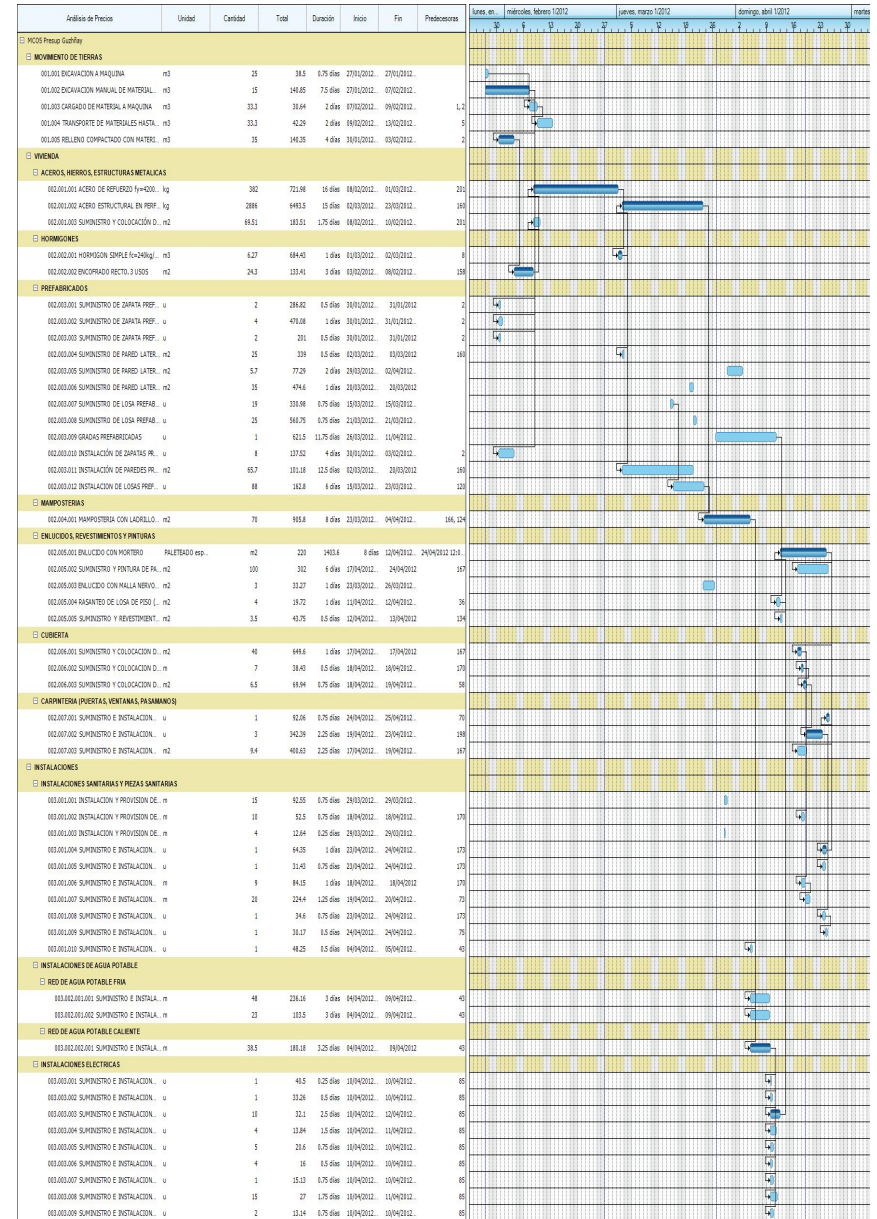 Análisis de Precios Unidad Cantidad Total Duración Inicio Fin Predecesoras
lunes, en... miércoles, febrero 1/2012 jueves, marzo 1/2012 domingo, abril 1/2012 martes
30 6 13 20 27 5 12 19 26 2 9 16 23 30
MC05 Presup Guzhñay
MOVIMIENTO DE TIERRAS
001.001 EXCAVACION A MAQUINA m3 25 38.5 0.75 días 27/01/2012... 27/01/2012...
001.002 EXCAVACION MANUAL DE MATERIAL... m3 15 140.85 7.5 días 27/01/2012... 07/02/2012...
001.003 CARGADO DE MATERIAL A MAQUINA m3 33.3 30.64 2 días 07/02/2012... 09/02/2012... 1, 2
001.004 TRANSPORTE DE MATERIALES HASTA... m3 33.3 42.29 2 días 09/02/2012... 13/02/2012... 5
001.005 RELLENO COMPACTADO CON MATERI... m3 35 140.35 4 días 30/01/2012... 03/02/2012... 2
VIVIENDA
ACEROS, HIERROS, ESTRUCTURAS METALICAS
002.001.001 ACERO DE REFUERZO fy=4200... kg 382 721.98 16 días 08/02/2012... 01/03/2012... 201
002.001.002 ACERO ESTRUCTURAL EN PERF... kg 2886 6493.5 15 días 02/03/2012... 23/03/2012... 160
002.001.003 SUMINISTRO Y COLOCACIÓN D... m2 69.51 183.51 1.75 días 08/02/2012... 10/02/2012... 201
HORMIGONES
002.002.001 HORMIGON SIMPLE fc=240kg/... m3 6.27 684.43 1 días 01/03/2012... 02/03/2012... 8
002.002.002 ENCOFRADO RECTO. 3 USOS m2 24.3 133.41 3 días 03/02/2012... 08/02/2012... 158
PREFABRICADOS
002.003.001 SUMINISTRO DE ZAPATA PREF... u 2 286.82 0.5 días 30/01/2012... 31/01/2012 2
002.003.002 SUMINISTRO DE ZAPATA PREF... u 4 470.08 1 días 30/01/2012... 31/01/2012... 2
002.003.003 SUMINISTRO DE ZAPATA PREF... u 2 201 0.5 días 30/01/2012... 31/01/2012 2
002.003.004 SUMINISTRO DE PARED LATER... m2 25 339 0.5 días 02/03/2012... 03/03/2012 160
002.003.005 SUMINISTRO DE PARED LATER... m2 5.7 77.29 2 días 29/03/2012... 02/04/2012...
002.003.006 SUMINISTRO DE PARED LATER... m2 35 474.6 1 días 20/03/2012... 20/03/2012
002.003.007 SUMINISTRO DE LOSA PREFAB... u 19 330.98 0.75 días 15/03/2012... 15/03/2012...
002.003.008 SUMINISTRO DE LOSA PREFAB... u 25 560.75 0.75 días 21/03/2012... 21/03/2012...
002.003.009 GRADAS PREFABRICADAS u 1 621.5 11.75 días 26/03/2012... 11/04/2012...
002.003.010 INSTALACIÓN DE ZAPATAS PR... u 8 137.52 4 días 30/01/2012... 03/02/2012... 2
002.003.011 INSTALACIÓN DE PAREDES PR... m2 65.7 101.18 12.5 días 02/03/2012... 20/03/2012 160
002.003.012 INSTALACION DE LOSAS PREF... u 88 162.8 6 días 15/03/2012... 23/03/2012... 120
MAMPOSTERIAS
002.004.001 MAMPOSTERIA CON LADRILLO... m2 70 905.8 8 días 23/03/2012... 04/04/2012... 166, 124
ENLUCIDOS, REVESTIMIENTOS Y PINTURAS
002.005.001 ENLUCIDO CON MORTERO PALETEADO esp... m2 220 1403.6 8 días 12/04/2012... 24/04/2012 12:0...
002.005.002 SUMINISTRO Y PINTURA DE PA... m2 100 302 6 días 17/04/2012... 24/04/2012 167
002.005.003 ENLUCIDO CON MALLA NERVO... m2 3 33.27 1 días 23/03/2012... 26/03/2012...
002.005.004 RASANTEO DE LOSA DE PISO (... m2 4 19.72 1 días 11/04/2012... 12/04/2012... 36
002.005.005 SUMINISTRO Y REVESTIMIENT... m2 3.5 43.75 0.5 días 12/04/2012... 13/04/2012 134
CUBIERTA
002.006.001 SUMINISTRO Y COLOCACION D... m2 40 649.6 1 días 17/04/2012... 17/04/2012 167
002.006.002 SUMINISTRO Y COLOCACION D... m 7 38.43 0.5 días 18/04/2012... 18/04/2012... 170
002.006.003 SUMINISTRO Y COLOCACION D... m2 6.5 69.94 0.75 días 18/04/2012... 19/04/2012... 58
CARPINTERIA (PUERTAS, VENTANAS, PASAMANOS)
002.007.001 SUMINISTRO E INSTALACION... u 1 92.06 0.75 días 24/04/2012... 25/04/2012... 70
002.007.002 SUMINISTRO E INSTALACION... u 3 342.39 2.25 días 19/04/2012... 23/04/2012... 198
002.007.003 SUMINISTRO E INSTALACION... m2 9.4 400.63 2.25 días 17/04/2012... 19/04/2012... 167
INSTALACIONES
INSTALACIONES SANITARIAS Y PIEZAS SANITARIAS
003.001.001 INSTALACION Y PROVISION DE... m 15 92.55 0.75 días 29/03/2012... 29/03/2012...
003.001.002 INSTALACION Y PROVISION DE... m 10 52.5 0.75 días 18/04/2012... 18/04/2012... 170
003.001.003 INSTALACION Y PROVISION DE... m 4 12.64 0.25 días 29/03/2012... 29/03/2012...
003.001.004 SUMINISTRO E INSTALACION... u 1 64.35 1 días 23/04/2012... 24/04/2012... 173
003.001.005 SUMINISTRO E INSTALACION... u 1 31.43 0.75 días 23/04/2012... 24/04/2012... 173
003.001.006 SUMINISTRO E INSTALACION... m 9 84.15 1 días 18/04/2012... 18/04/2012 170
003.001.007 SUMINISTRO E INSTALACION... m 20 224.4 1.25 días 19/04/2012... 20/04/2012... 73
003.001.008 SUMINISTRO E INSTALACION... u 1 34.6 0.75 días 23/04/2012... 24/04/2012... 173
003.001.009 SUMINISTRO E INSTALACION... u 1 30.17 0.5 días 24/04/2012... 24/04/2012... 75
003.001.010 SUMINISTRO E INSTALACION... u 1 48.25 0.5 días 04/04/2012... 05/04/2012... 43
INSTALACIONES DE AGUA POTABLE
RED DE AGUA POTABLE FRIA
003.002.001.001 SUMINISTRO E INSTALA... m 48 236.16 3 días 04/04/2012... 09/04/2012... 43
003.002.001.002 SUMINISTRO E INSTALA... m 23 103.5 3 días 04/04/2012... 09/04/2012... 43
RED DE AGUA POTABLE CALIENTE
003.002.002.001 SUMINISTRO E INSTALA... m 38.5 180.18 3.25 días 04/04/2012... 09/04/2012 43
INSTALACIONES ELECTRICAS
003.003.001 SUMINISTRO E INSTALACION... u 1 40.5 0.25 días 10/04/2012... 10/04/2012... 85
003.003.002 SUMINISTRO E INSTALACION... u 1 33.26 0.5 días 10/04/2012... 10/04/2012... 85
003.003.003 SUMINISTRO E INSTALACION... u 10 32.1 2.5 días 10/04/2012... 12/04/2012... 85
003.003.004 SUMINISTRO E INSTALACION... u 4 13.84 1.5 días 10/04/2012... 11/04/2012... 85
003.003.005 SUMINISTRO E INSTALACION... u 5 20.6 0.75 días 10/04/2012... 10/04/2012... 85
003.003.006 SUMINISTRO E INSTALACION... u 4 16 0.5 días 10/04/2012... 10/04/2012... 85
003.003.007 SUMINISTRO E INSTALACION... u 1 15.13 0.75 días 10/04/2012... 10/04/2012... 85
003.003.008 SUMINISTRO E INSTALACION... u 15 27 1.75 días 10/04/2012... 11/04/2012... 85
003.003.009 SUMINISTRO E INSTALACION... u 2 13.14 0.75 días 10/04/2012... 10/04/2012... 85